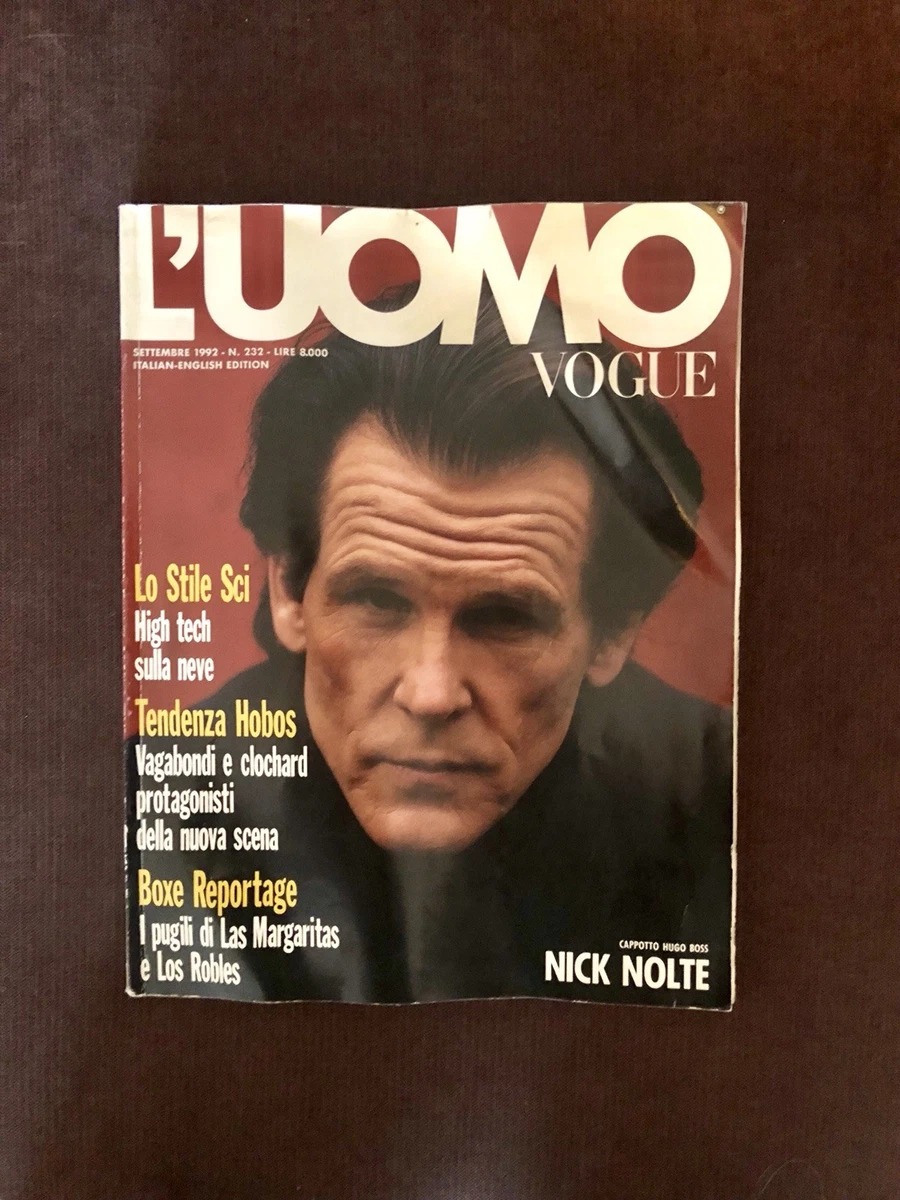 L'UOMO
VOGUE
SETTEMBRE 1992 - N. 232 - LIRE 8.000
ITALIAN-ENGLISH EDITION
Lo Stile Sci
High tech
sulla neve
Tendenza Hobos
Vagabondi e clochard
protagonisti
della nuova scena
Boxe Reportage
I pugili di Las Margaritas
e Los Robles
CAPPOTTO HUGO BOSS
NICK NOLTE